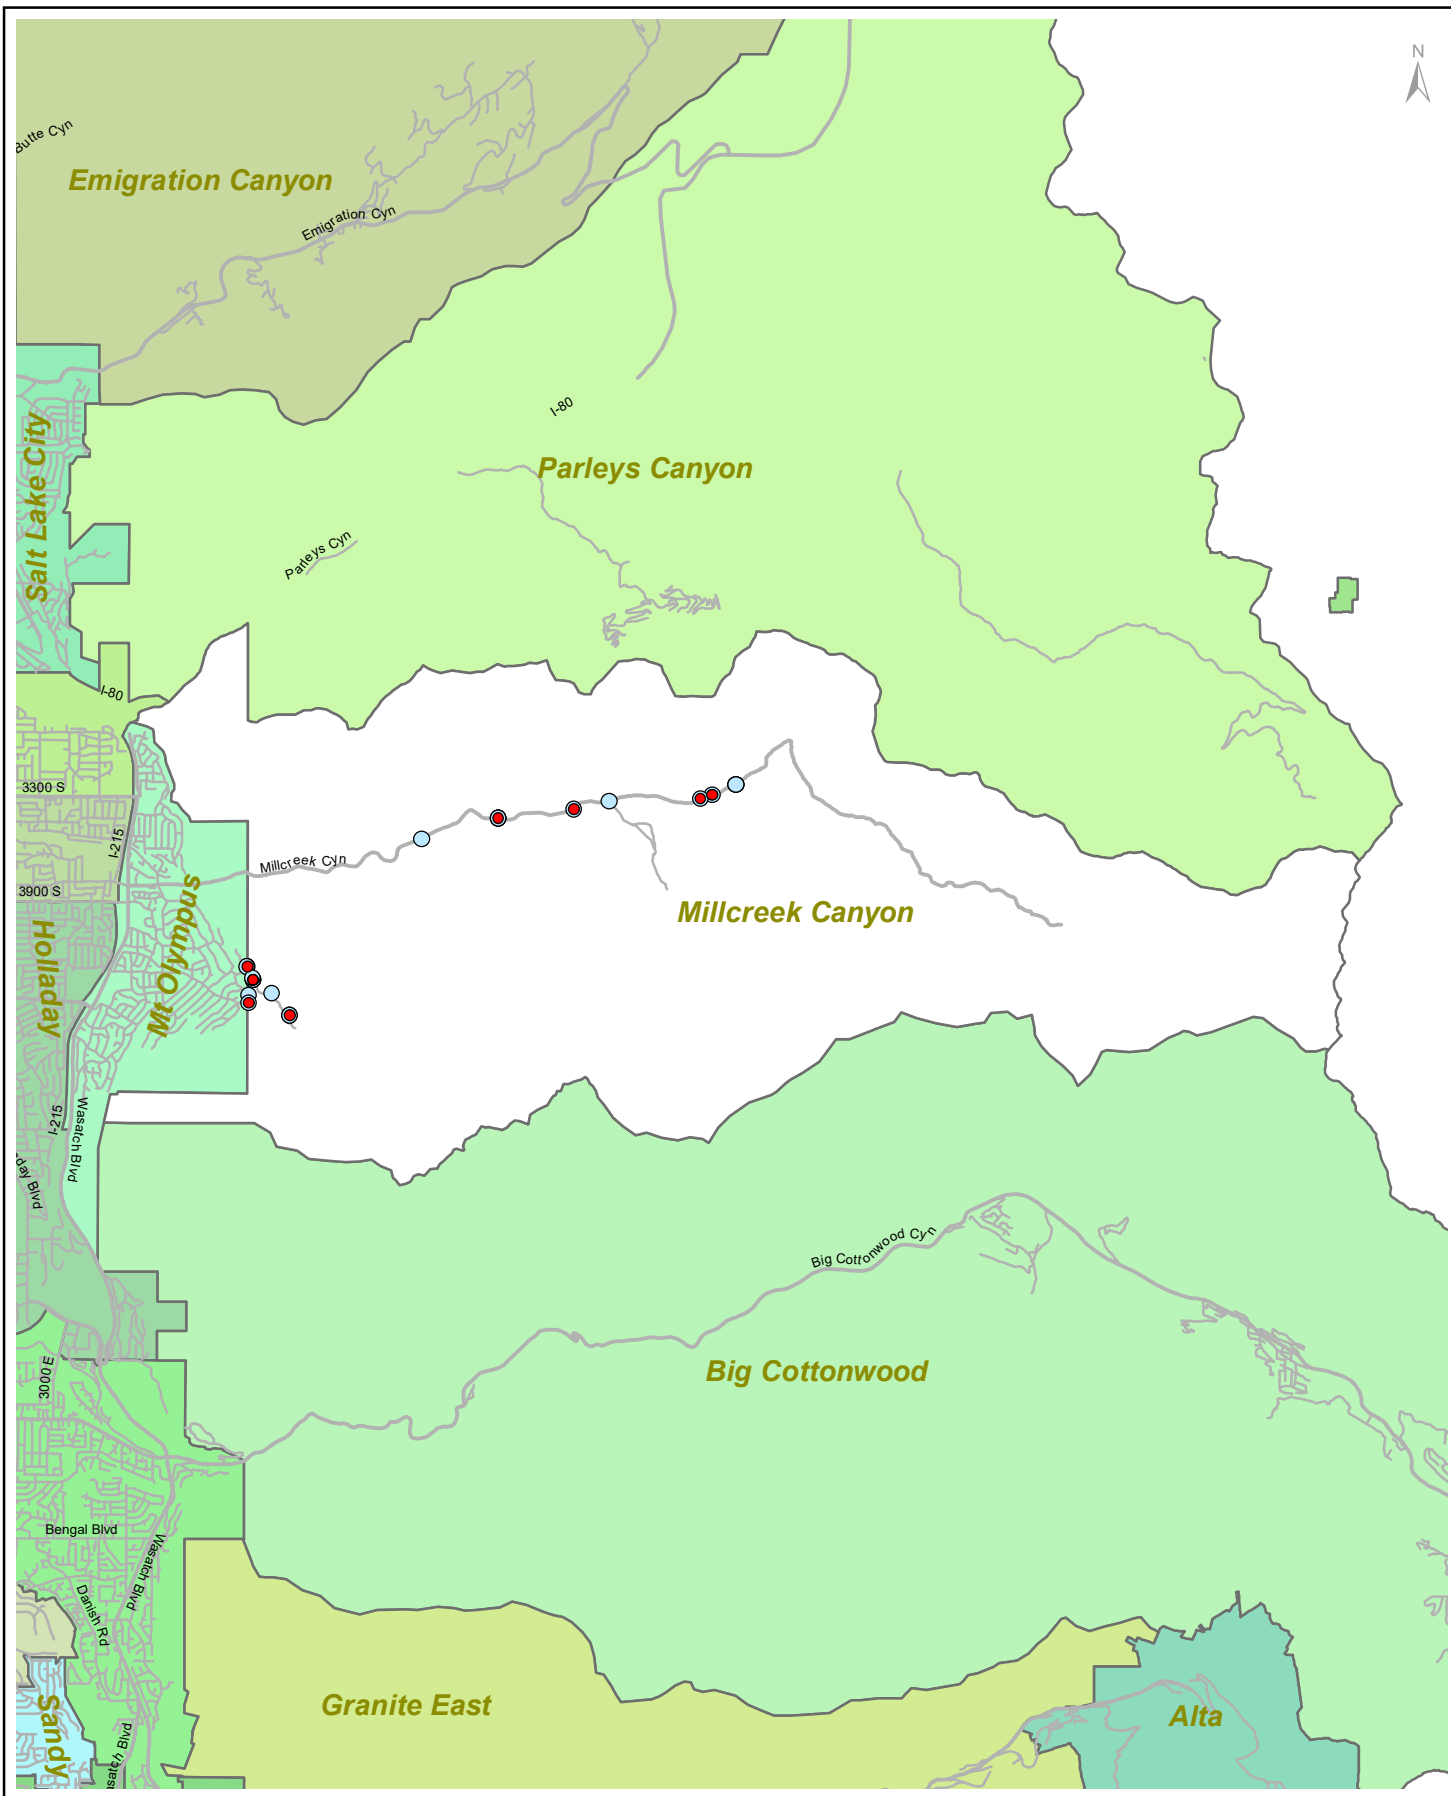 N
Butte Cyn
Emigration Canyon
Emigration Cyn
I-80
Salt Lake City
Parleys Canyon
Parleys Cyn
I-80
3300 S
I-215
Millcreek Cyn
3900 S
Mt Olympus
Millcreek Canyon
Holladay
I-215
Wasatch Blvd
day Blvd
Big Cottonwood Cyn
3000 E
Big Cottonwood
Bengal Blvd
Wasatch Blvd
Danish Rd
Sandy
Granite East
Alta
asatch Blvd